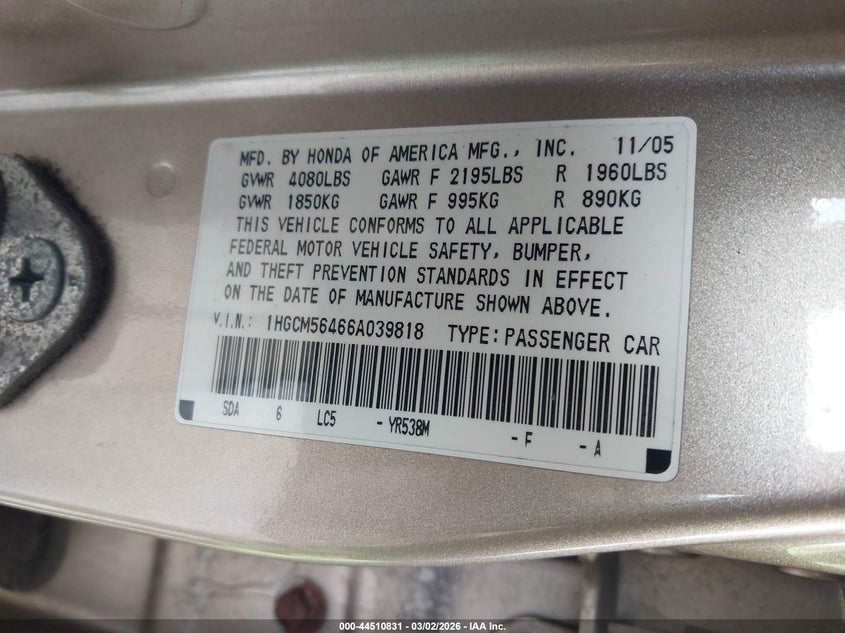 MFD. BY HONDA OF AMERICA MFG., INC. 11/05
GVWR 4080LBS GAWR F 2195LBS R 1960LBS
GVWR 1850KG GAWR F 995KG R 890KG
THIS VEHICLE CONFORMS TO ALL APPLICABLE
FEDERAL MOTOR VEHICLE SAFETY, BUMPER,
AND THEFT PREVENTION STANDARDS IN EFFECT
ON THE DATE OF MANUFACTURE SHOWN ABOVE.
V.I.N.: 1HGCM56466A039818 TYPE: PASSENGER CAR
SDA 6 LC5 - YR538M - F - A
000-44510831 - 03/02/2026 - IAA Inc.